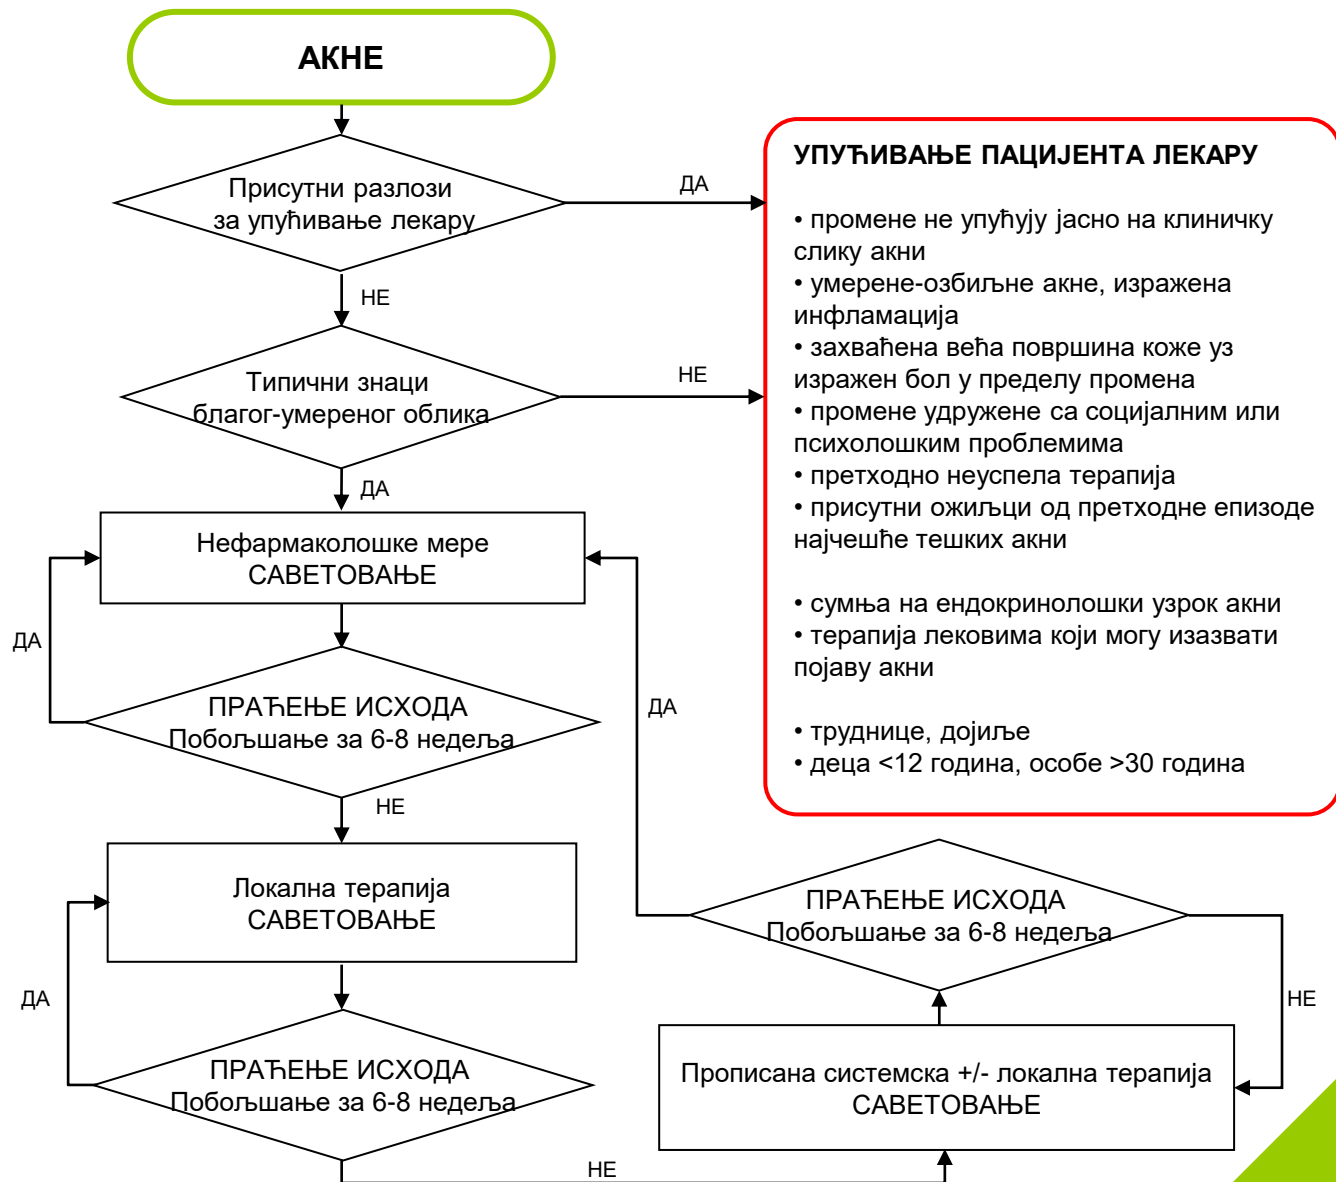 АКНЕ
Присутни разлози
за упућивање лекару
ДА
НЕ
Типични знаци
благог-умереног облика
НЕ
ДА
УПУЋИВАЊЕ ПАЦИЈЕНТА ЛЕКАРУ
• промене не упућују јасно на клиничку
слику акни
• умерене-озбиљне акне, изражена
инфламација
• захваћена већа површина коже уз
изражен бол у пределу промена
• промене удружене са социјалним или
психолошким проблемима
• претходно неуспела терапија
• присутни ожиљци од претходне епизоде
најчешће тешких акни
• сумња на ендокринолошки узрок акни
• терапија лековима који могу изазвати
појаву акни
• труднице, дојиље
• деца <12 година, особе >30 година
Нефармаколошке мере
САВЕТОВАЊЕ
ДА
ПРАЋЕЊЕ ИСХОДА
Побољшање за 6-8 недеља
ДА
НЕ
Локална терапија
САВЕТОВАЊЕ
ДА
ПРАЋЕЊЕ ИСХОДА
Побољшање за 6-8 недеља
НЕ
ПРАЋЕЊЕ ИСХОДА
Побољшање за 6-8 недеља
НЕ
Прописана системска +/- локална терапија
САВЕТОВАЊЕ